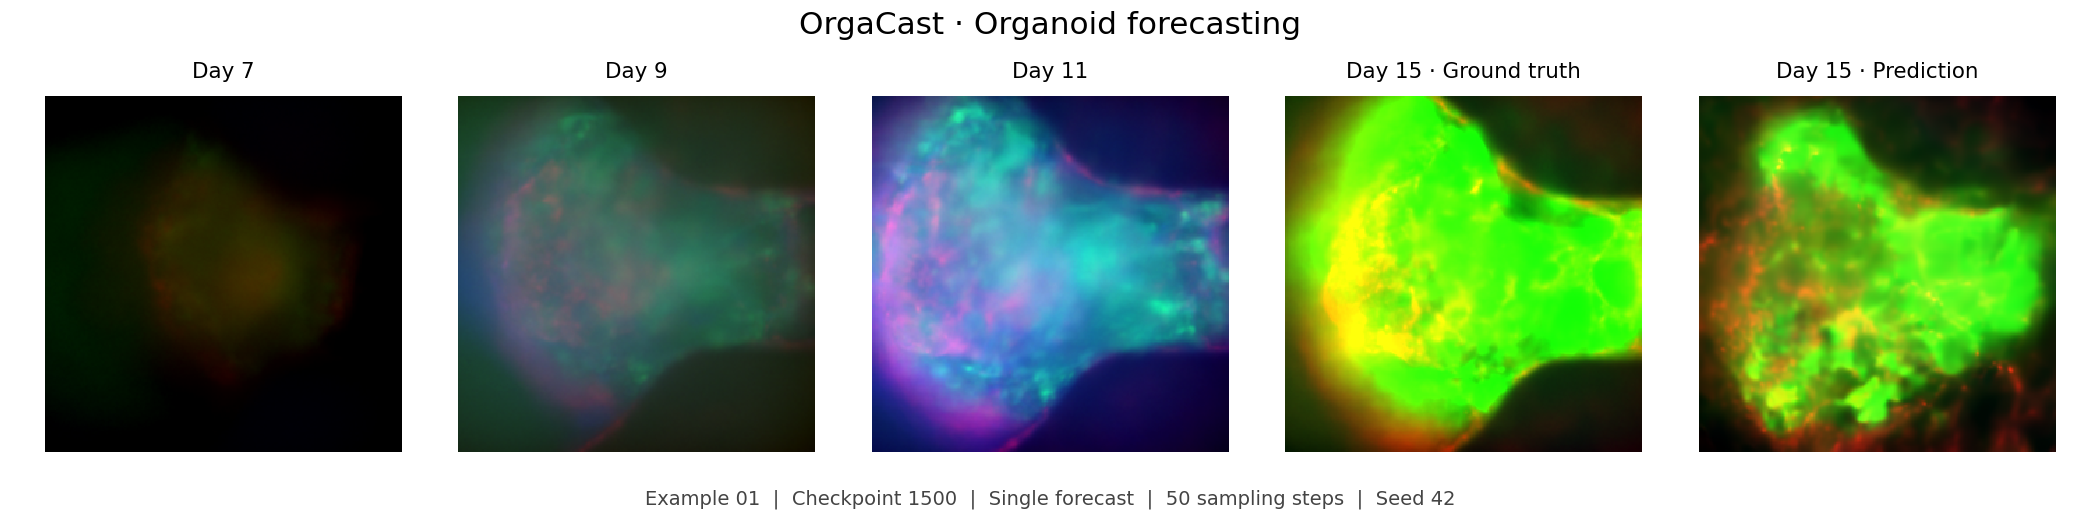 OrgaCast · Organoid forecasting
Day 7
Day 9
Day 11
Day 15 · Ground truth
Day 15 · Prediction
Example 01 | Checkpoint 1500 | Single forecast | 50 sampling steps | Seed 42